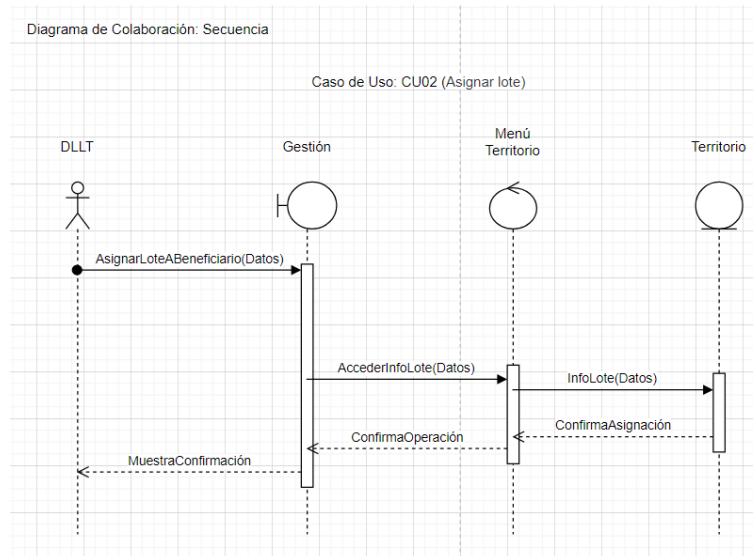 Diagrama de Colaboración: Secuencia
Caso de Uso: CU02 (Asignar lote)
DLLT
Gestión
Menú
Territorio
Territorio
AsignarLoteABeneficiario(Datos)
AccederInfoLote(Datos)
InfoLote(Datos)
ConfirmaAsignación
ConfirmaOperación
MuestraConfirmación